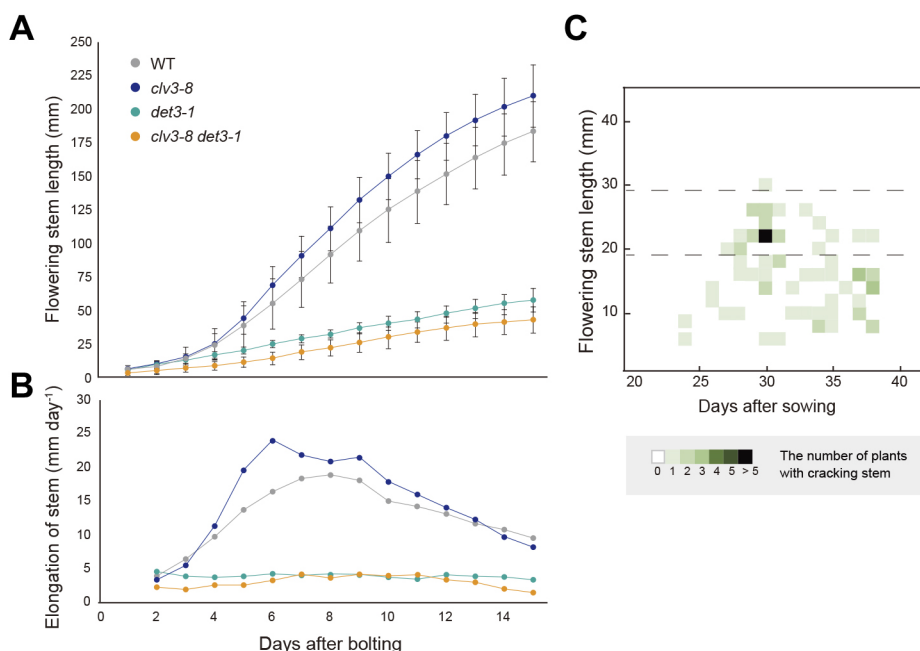 A
Flowering stem length (mm)
250
225
200
175
150
125
100
75
50
25
0
WT
clv3-8
det3-1
clv3-8 det3-1
B
Elongation of stem (mm day-1)
30
25
20
15
10
5
0
0 2 4 6 8 10 12 14
Days after bolting
C
Flowering stem length (mm)
40
30
20
10
20 25 30 35 40
Days after sowing
0 1 2 3 4 5 > 5
The number of plants
with cracking stem